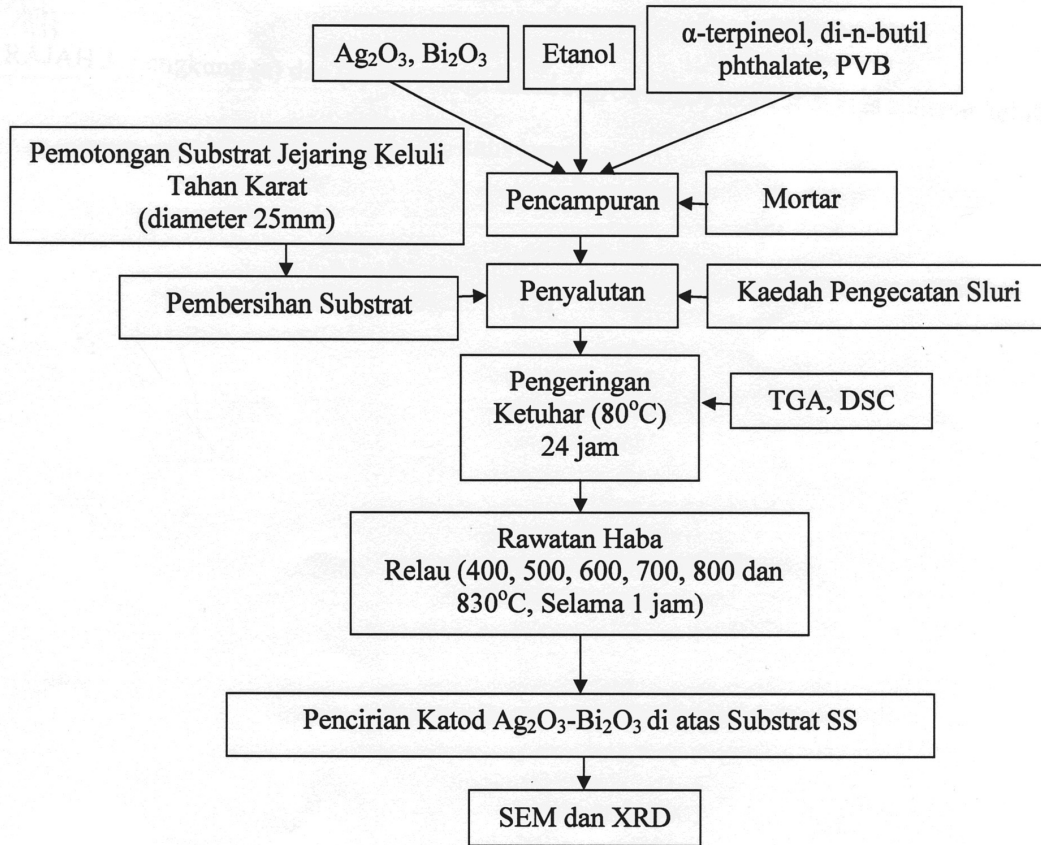 Ag₂O₃, Bi₂O₃
Etanol
α-terpineol, di-n-butil
phthalate, PVB
Pemotongan Substrat Jejaring Keluli
Tahan Karat
(diameter 25mm)
Pencampuran
Mortar
Pembersihan Substrat
Penyalutan
Kaedah Pengecatan Sluri
Pengeringan
Ketuhar (80°C)
24 jam
TGA, DSC
Rawatan Haba
Relau (400, 500, 600, 700, 800 dan
830°C, Selama 1 jam)
Pencirian Katod Ag₂O₃-Bi₂O₃ di atas Substrat SS
SEM dan XRD